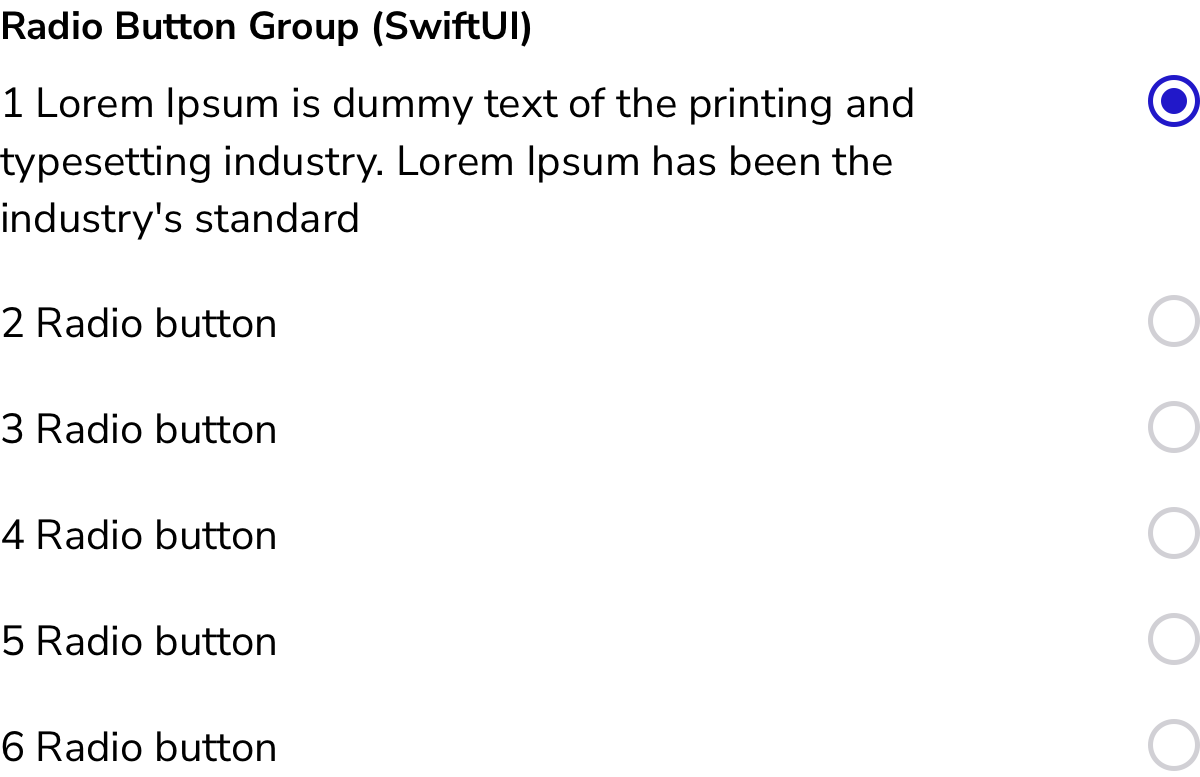 Radio Button Group (SwiftUI)
1 Lorem Ipsum is dummy text of the printing and
typesetting industry. Lorem Ipsum has been the
industry's standard
2 Radio button
3 Radio button
4 Radio button
5 Radio button
6 Radio button